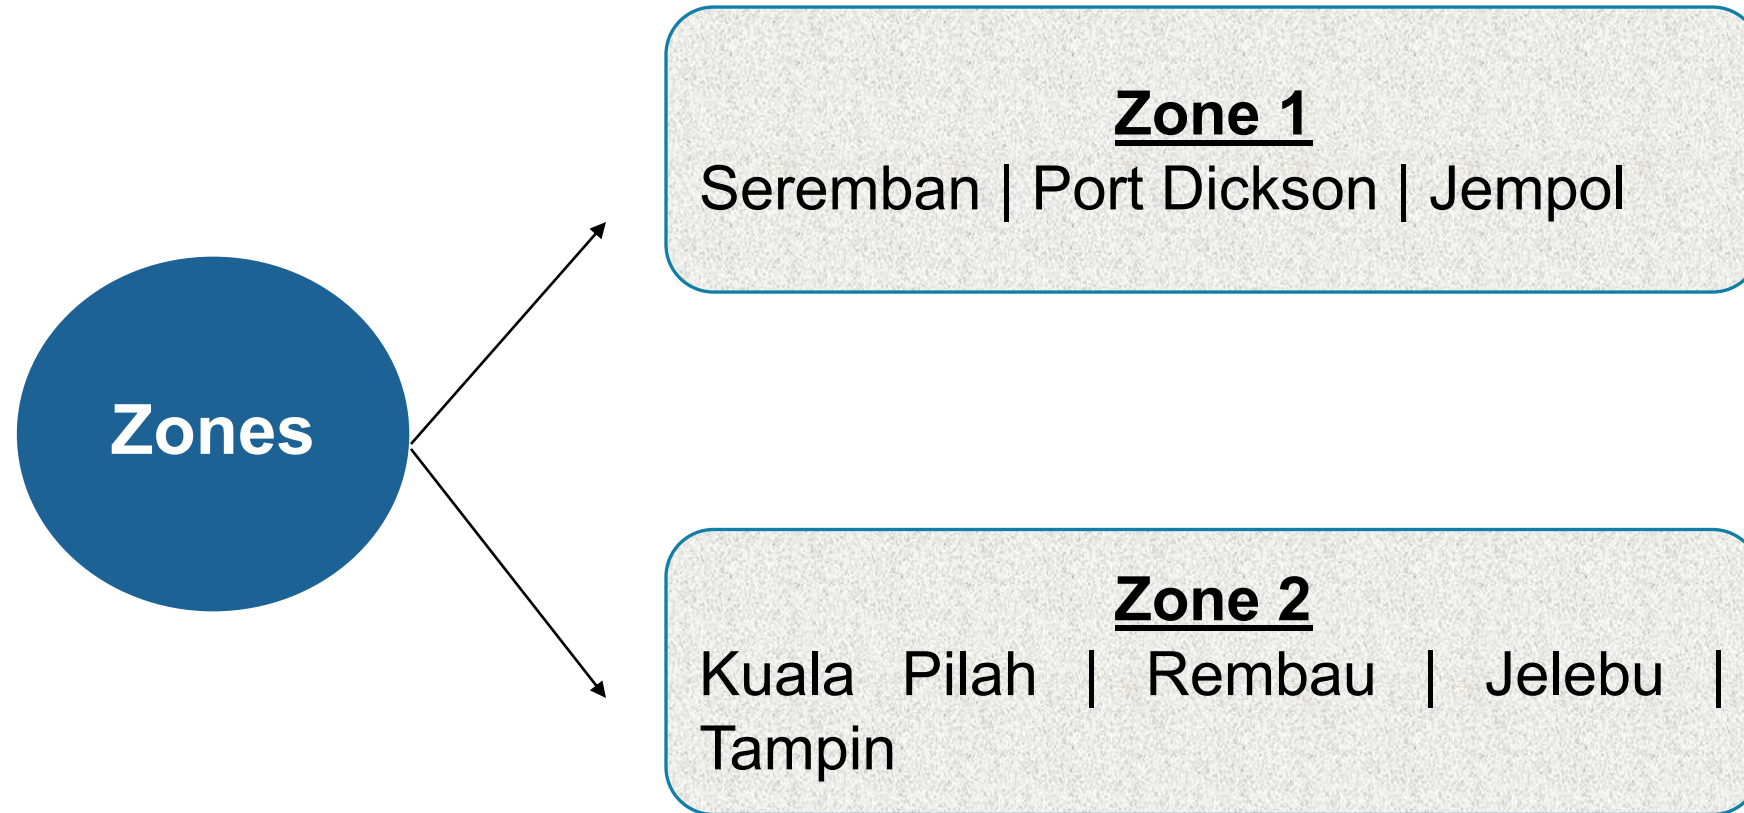 Zones
Zone 1
Seremban | Port Dickson | Jempol
Zone 2
Kuala Pilah | Rembau | Jelebu |
Tampin